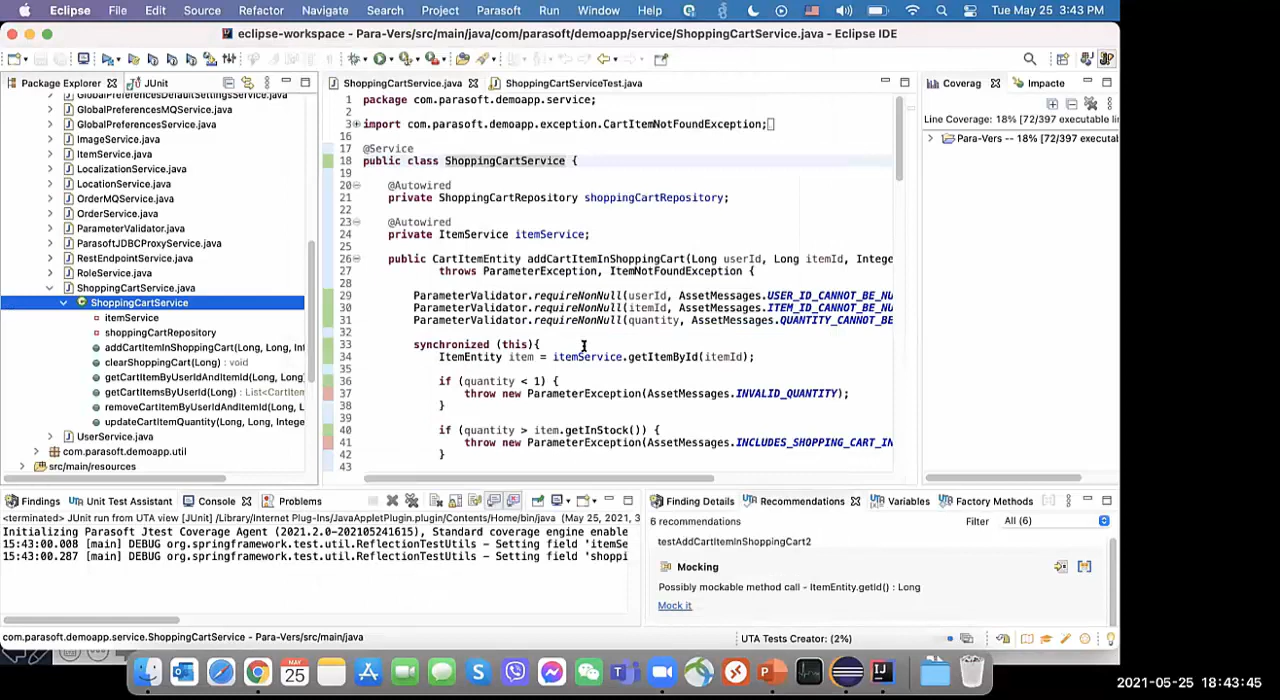 Eclipse File Edit Source Refactor Navigate Search Project Parasoft Run Window Help Tue May 25 3:43 PM
eclipse-workspace - Para-Vers/src/main/java/com/parasoft/demoapp/service/ShoppingCartService.java - Eclipse IDE
Package Explorer JUnit
GlobalPreferencesDefaultSettingsService.java
GlobalPreferencesMQService.java
GlobalPreferencesService.java
ImageService.java
ItemService.java
LocalizationService.java
LocationService.java
OrderMQService.java
OrderService.java
ParameterValidator.java
ParasoftJDBCProxyService.java
RestEndpointService.java
RoleService.java
ShoppingCartService.java
ShoppingCartService
itemService
shoppingCartRepository
addCartItemInShoppingCart(Long, Long, Int
clearShoppingCart(Long) : void
getCartItemByUserIdAndItemId(Long, Long)
getCartItemsByUserId(Long) : List<CartItem
removeCartItemByUserIdAndItemId(Long, L
updateCartItemQuantity(Long, Long, Intege
UserService.java
com.parasoft.demoapp.util
src/main/resources
ShoppingCartService.java ShoppingCartServiceTest.java
1 package com.parasoft.demoapp.service;
2
3 import com.parasoft.demoapp.exception.CartItemNotFoundException;
16
17 @Service
18 public class ShoppingCartService {
19
20 @Autowired
21 private ShoppingCartRepository shoppingCartRepository;
22
23 @Autowired
24 private ItemService itemService;
25
26 public CartItemEntity addCartItemInShoppingCart(Long userId, Long itemId, Intege
27 throws ParameterException, ItemNotFoundException {
28
29 ParameterValidator.requireNonNull(userId, AssetMessages.USER_ID_CANNOT_BE_NU
30 ParameterValidator.requireNonNull(itemId, AssetMessages.ITEM_ID_CANNOT_BE_NU
31 ParameterValidator.requireNonNull(quantity, AssetMessages.QUANTITY_CANNOT_BE
32
33 synchronized (this){
34 ItemEntity item = itemService.getItemById(itemId);
35
36 if (quantity < 1) {
37 throw new ParameterException(AssetMessages.INVALID_QUANTITY);
38 }
39
40 if (quantity > item.getInStock()) {
41 throw new ParameterException(AssetMessages.INCLUDES_SHOPPING_CART_IN
42 }
43
Coverag Impacte
Line Coverage: 18% [72/397 executable li
Para-Vers -- 18% [72/397 executabl
Findings Unit Test Assistant Console Problems
<terminated> JUnit run from UTA view [JUnit] /Library/Internet Plug-Ins/JavaAppletPlugin.plugin/Contents/Home/bin/java (May 25, 2021, 3
Initializing Parasoft Jtest Coverage Agent (2021.2.0-202105241615), Standard coverage engine enable
15:43:00.008 [main] DEBUG org.springframework.test.util.ReflectionTestUtils - Setting field 'itemSe
15:43:00.287 [main] DEBUG org.springframework.test.util.ReflectionTestUtils - Setting field 'shoppi
Finding Details Recommendations Variables Factory Methods
6 recommendations Filter All (6)
testAddCartItemInShoppingCart2
Mocking
Possibly mockable method call - ItemEntity.getId() : Long
Mock it
com.parasoft.demoapp.service.ShoppingCartService - Para-Vers/src/main/java UTA Tests Creator: (2%)
MAY
25
2021-05-25 18:43:45